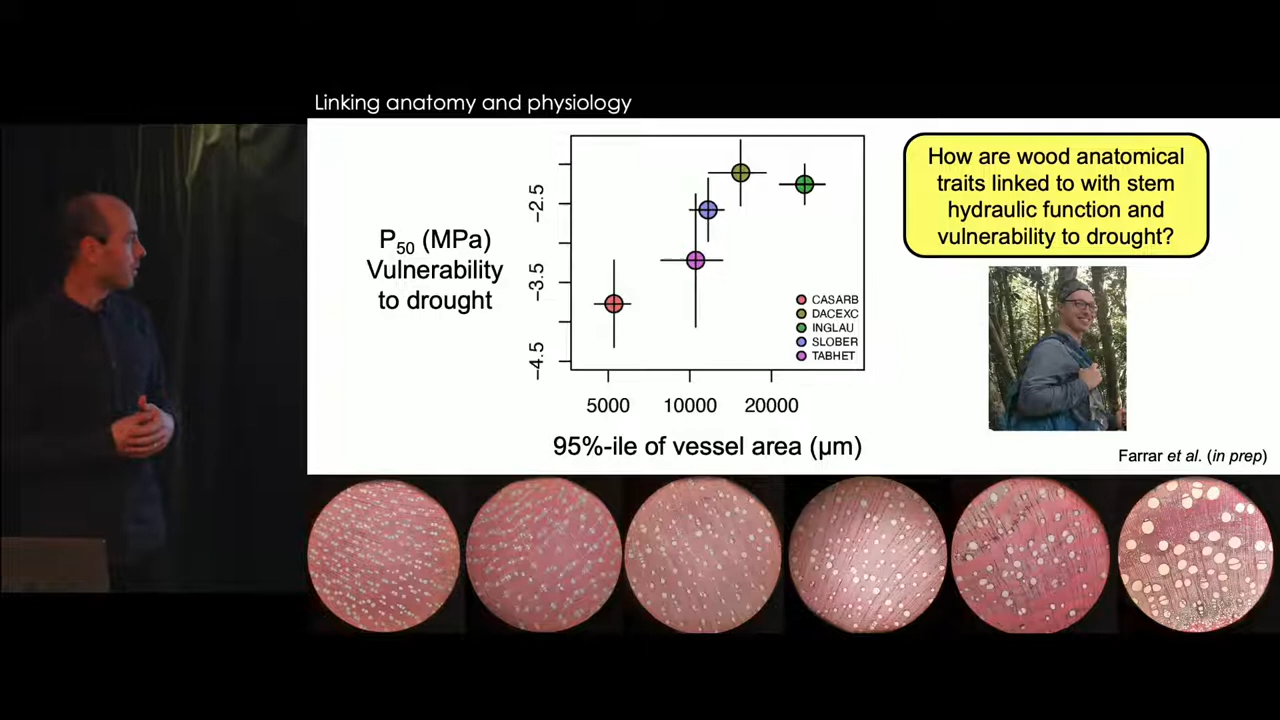 Linking anatomy and physiology
P50 (MPa)
Vulnerability
to drought
−2.5
−3.5
−4.5
5000
10000
20000
95%-ile of vessel area (μm)
CASARB
DACEXC
INGLAU
SLOBER
TABHET
How are wood anatomical
traits linked to with stem
hydraulic function and
vulnerability to drought?
Farrar et al. (in prep)